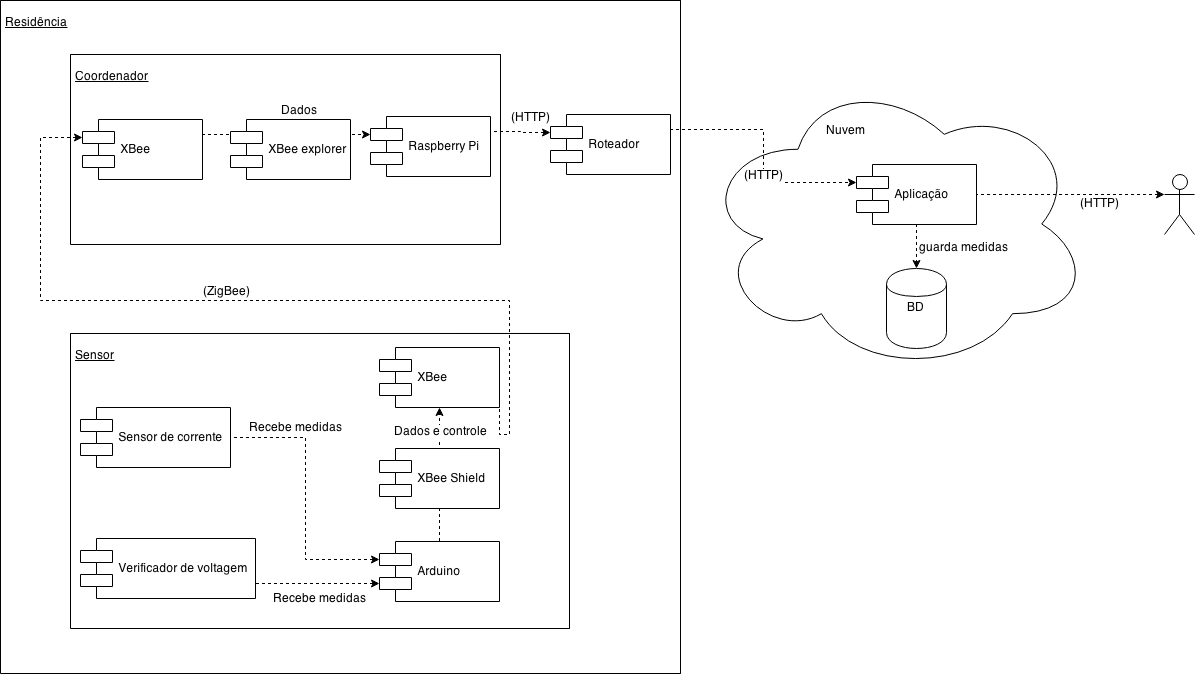 Residência
Coordenador
Dados
XBee
XBee explorer
Raspberry Pi
(HTTP)
Roteador
Nuvem
(HTTP)
Aplicação
(HTTP)
guarda medidas
BD
(ZigBee)
Sensor
XBee
Sensor de corrente
Recebe medidas
Dados e controle
XBee Shield
Verificador de voltagem
Arduino
Recebe medidas